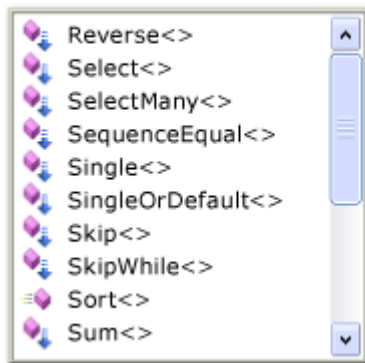 Reverse<>
Select<>
SelectMany<>
SequenceEqual<>
Single<>
SingleOrDefault<>
Skip<>
SkipWhile<>
Sort<>
Sum<>